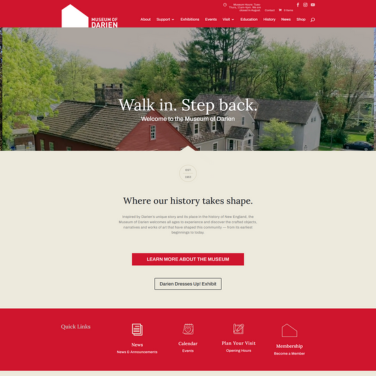 MUSEUM OF
DARIEN
About Support Exhibitions Events Visit Education History News Shop
Walk in. Step back.
Welcome to the Museum of Darien
Where our history takes shape.
Inspired by Darien's unique story and its place in the history of New England, the
Museum of Darien welcomes all ages to experience and discover the untold objects,
narratives and works of art that have shaped this community — from its earliest
beginnings to today.
LEARN MORE ABOUT THE MUSEUM
Darien Dresses Up! Exhibit
Quick Links
News
News & Announcements
Calendar
Events
Plan Your Visit
Opening Hours
Membership
Become a Member